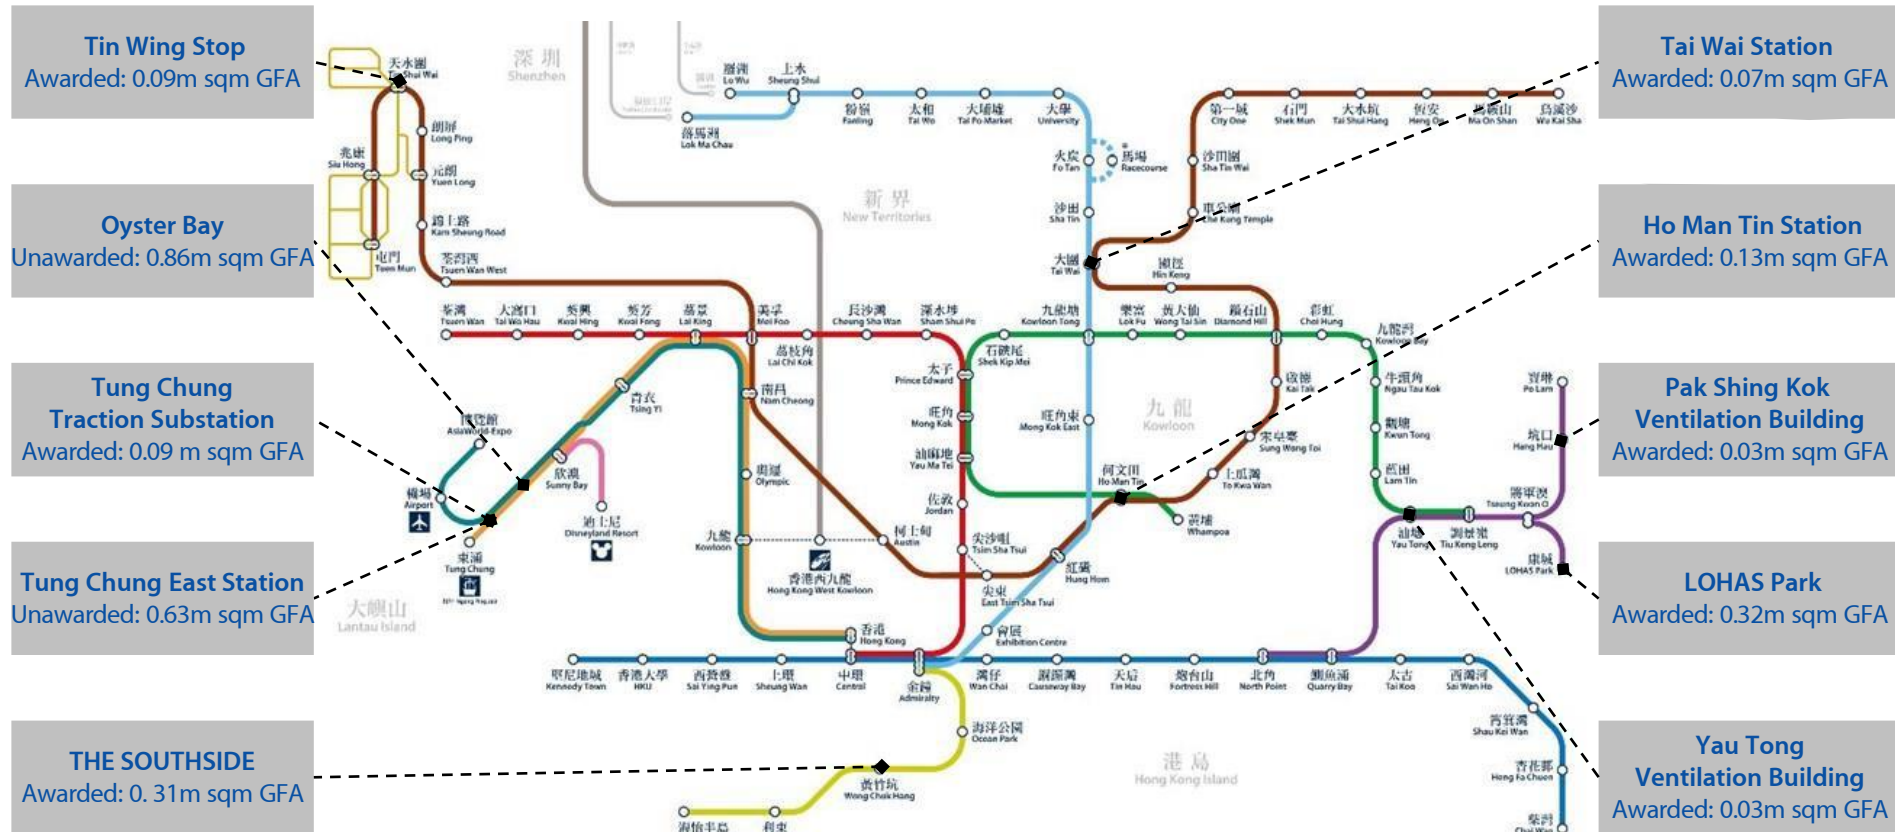 Tin Wing Stop
Awarded: 0.09m sqm GFA
Oyster Bay
Unawarded: 0.86m sqm GFA
Tung Chung
Traction Substation
Awarded: 0.09 m sqm GFA
Tung Chung East Station
Unawarded: 0.63m sqm GFA
THE SOUTHSIDE
Awarded: 0. 31m sqm GFA
天水圍
Shui Wai
朗屏
Long Ping
兆康
Siu Hong
元朗
Yuen Long
錦上路
Kam Sheung Road
屯門
Tuen Mun
荃灣西
Tsuen Wan West
深圳
Shenzhen
羅湖
Lo Wu
上水
Sheung Shui
落馬洲
Lok Ma Chau
粉嶺
Fanling
太和
Tai Wo
大埔墟
Tai Po Market
大學
University
火炭
Fo Tan
馬場
Racecourse
沙田
Sha Tin
大圍
Tai Wai
新界
New Territories
第一城
City One
石門
Shek Mun
大水坑
Tai Shui Hang
恆安
Heng On
馬鞍山
Ma On Shan
烏溪沙
Wu Kai Sha
沙田圍
Sha Tin Wai
車公廟
Che Kung Temple
顯徑
Hin Keng
荃灣
Tsuen Wan
大窩口
Tai Wo Hau
葵興
Kwai Hing
葵芳
Kwai Fong
荔景
Lai King
美孚
Mei Foo
荔枝角
Lai Chi Kok
長沙灣
Cheung Sha Wan
深水埗
Sham Shui Po
石硤尾
Shek Kip Mei
九龍塘
Kowloon Tong
樂富
Lok Fu
黃大仙
Wong Tai Sin
鑽石山
Diamond Hill
彩虹
Choi Hung
九龍灣
Kowloon Bay
太子
Prince Edward
旺角
Mong Kok
油麻地
Yau Ma Tei
佐敦
Jordan
尖沙咀
Tsim Sha Tsui
尖東
East Tsim Sha Tsui
旺角東
Mong Kok East
九龍
Kowloon
啟德
Kai Tak
宋皇臺
Sung Wong Toi
土瓜灣
To Kwa Wan
何文田
Ho Man Tin
黃埔
Whampoa
紅磡
Hung Hom
牛頭角
Ngau Tau Kok
觀塘
Kwun Tong
藍田
Lam Tin
油塘
Yau Tong
調景嶺
Tiu Keng Leng
將軍澳
Tseung Kwan O
寶琳
Po Lam
坑口
Hang Hau
康城
LOHAS Park
南昌
Nam Cheong
奧運
Olympic
九龍
Kowloon
柯士甸
Austin
香港西九龍
Hong Kong West Kowloon
青衣
Tsing Yi
欣澳
Sunny Bay
迪士尼
Disneyland Resort
博覽館
AsiaWorld-Expo
機場
Airport
東涌
Tung Chung
大嶼山
Lantau Island
香港
Hong Kong
會展
Exhibition Centre
堅尼地城
Kennedy Town
香港大學
HKU
西營盤
Sai Ying Pun
上環
Sheung Wan
中環
Central
金鐘
Admiralty
灣仔
Wan Chai
銅鑼灣
Causeway Bay
天后
Tin Hau
炮台山
Fortress Hill
北角
North Point
鰂魚涌
Quarry Bay
太古
Tai Koo
西灣河
Sai Wan Ho
筲箕灣
Shau Kei Wan
杏花邨
Heng Fa Chuen
柴灣
Chai Wan
海洋公園
Ocean Park
黃竹坑
Wong Chuk Hang
利東
海怡半島
港島
Hong Kong Island
Tai Wai Station
Awarded: 0.07m sqm GFA
Ho Man Tin Station
Awarded: 0.13m sqm GFA
Pak Shing Kok
Ventilation Building
Awarded: 0.03m sqm GFA
LOHAS Park
Awarded: 0.32m sqm GFA
Yau Tong
Ventilation Building
Awarded: 0.03m sqm GFA